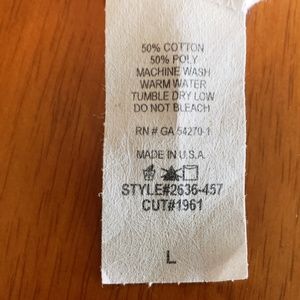 50% COTTON
50% POLY
MACHINE WASH
WARM WATER
TUMBLE DRY LOW
DO NOT BLEACH
RN # GA 54270-1
MADE IN U.S.A.
STYLE#2636-457
CUT#1961
L